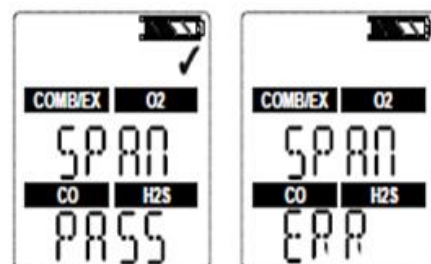 COMB/EX O2
SPAN
CO H2S
PASS
COMB/EX O2
SPAN
CO H2S
ERR